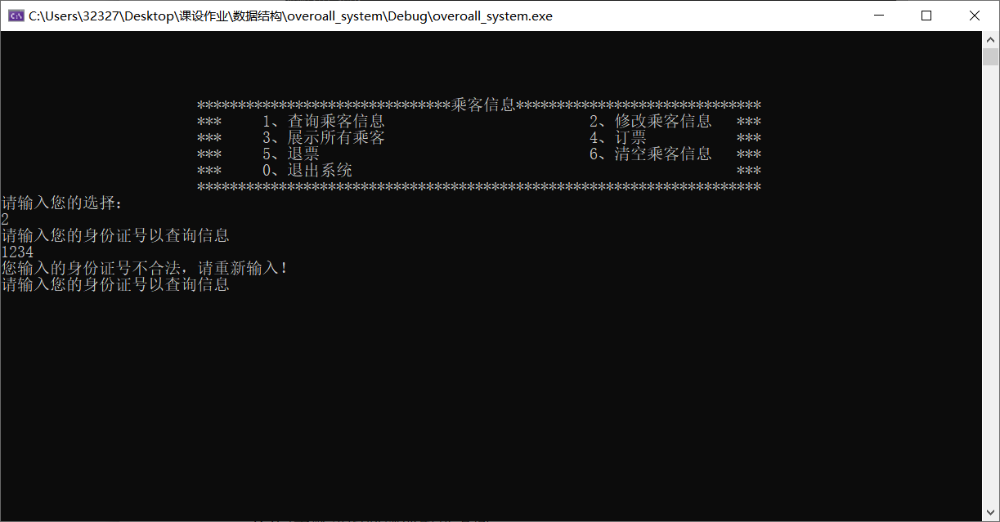 C:\Users\32327\Desktop\课设作业\数据结构\overoall_system\Debug\overoall_system.exe
*******************************乘客信息******************************
***     1、查询乘客信息                         2、修改乘客信息   ***
***     3、展示所有乘客                         4、订票           ***
***     5、退票                                 6、清空乘客信息   ***
***     0、退出系统                                               ***
*********************************************************************
请输入您的选择:
2
请输入您的身份证号以查询信息
1234
您输入的身份证号不合法，请重新输入！
请输入您的身份证号以查询信息